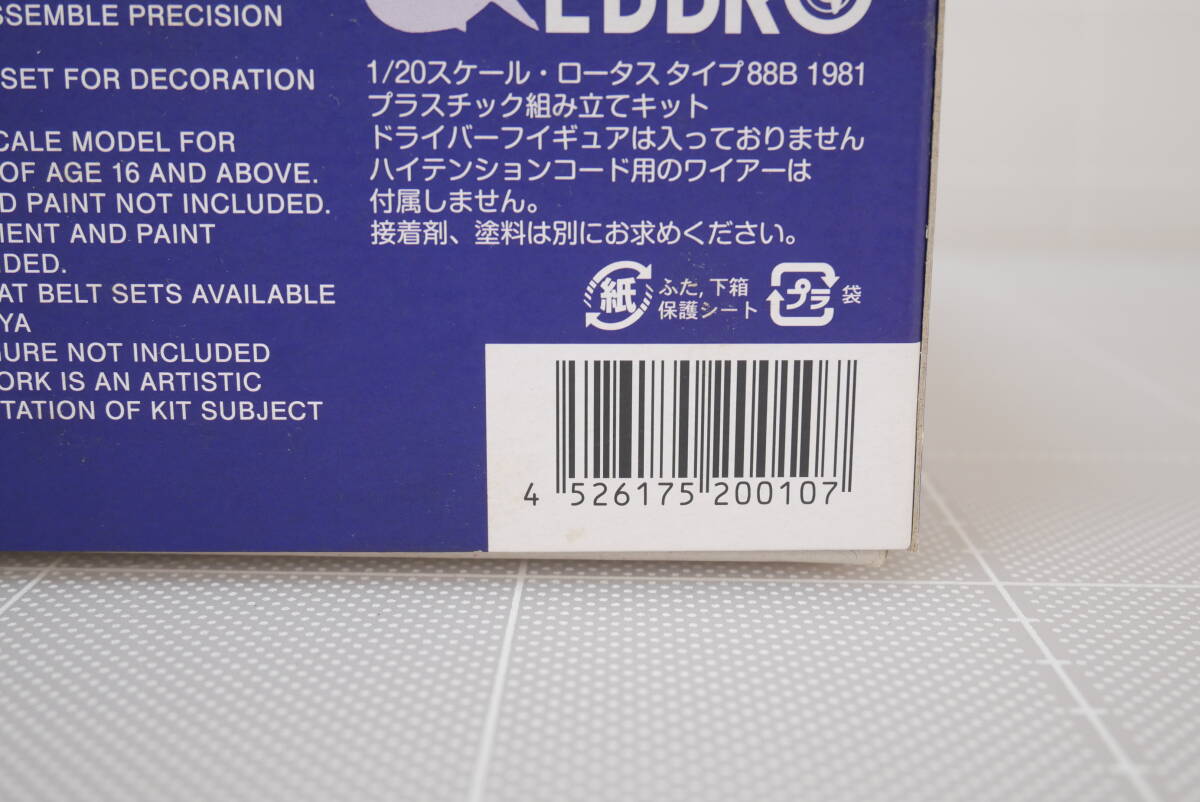 SSEMBLE PRECISION
SET FOR DECORATION
CALE MODEL FOR
OF AGE 16 AND ABOVE.
D PAINT NOT INCLUDED.
MENT AND PAINT
DED.
AT BELT SETS AVAILABLE
YA
GURE NOT INCLUDED
ORK IS AN ARTISTIC
TATION OF KIT SUBJECT
EBBRO
1/20スケール・ロータス タイプ88B 1981
プラスチック組み立てキット
ドライバーフイギュアは入っておりません
ハイテンションコード用のワイアーは
付属しません。
接着剤、塗料は別にお求めください。
紙 ふた,下箱
保護シート
プラ 袋
4 526175 200107